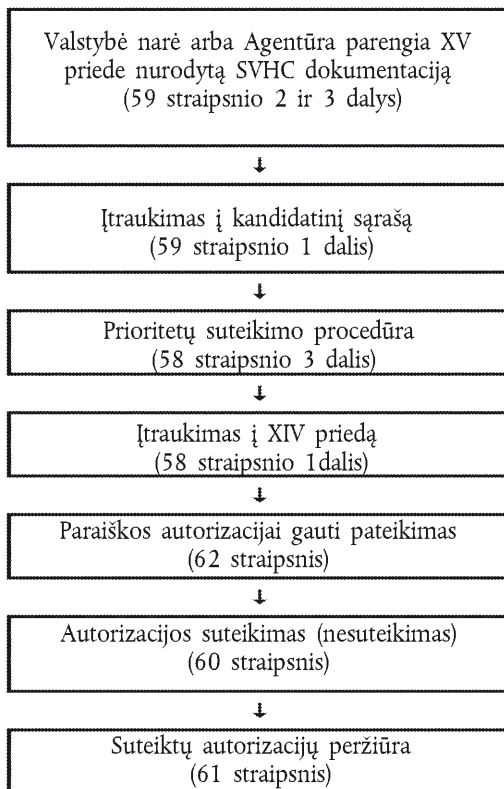 Valstybė narė arba Agentūra parengia XV
priede nurodytą SVHC dokumentaciją
(59 straipsnio 2 ir 3 dalys)
Įtraukimas į kandidatinį sąrašą
(59 straipsnio 1 dalis)
Prioritetų suteikimo procedūra
(58 straipsnio 3 dalis)
Įtraukimas į XIV priedą
(58 straipsnio 1dalis)
Paraiškos autorizacijai gauti pateikimas
(62 straipsnis)
Autorizacijos suteikimas (nesuteikimas)
(60 straipsnis)
Suteiktų autorizacijų peržiūra
(61 straipsnis)